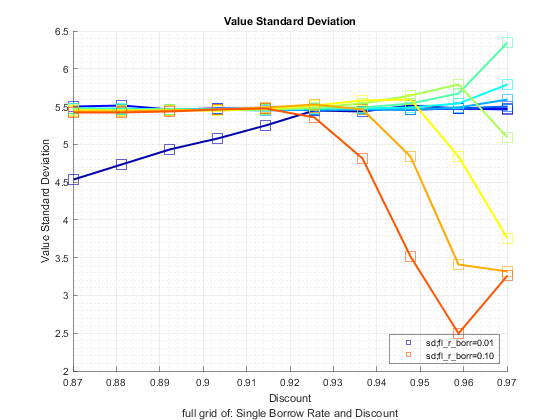 Value Standard Deviation
6.5
6
5.5
5
4.5
4
3.5
3
2.5
2
Value Standard Deviation
sd;fl_r_borr=0.01
sd;fl_r_borr=0.10
0.87 0.88 0.89 0.9 0.91 0.92 0.93 0.94 0.95 0.96 0.97
Discount
full grid of: Single Borrow Rate and Discount